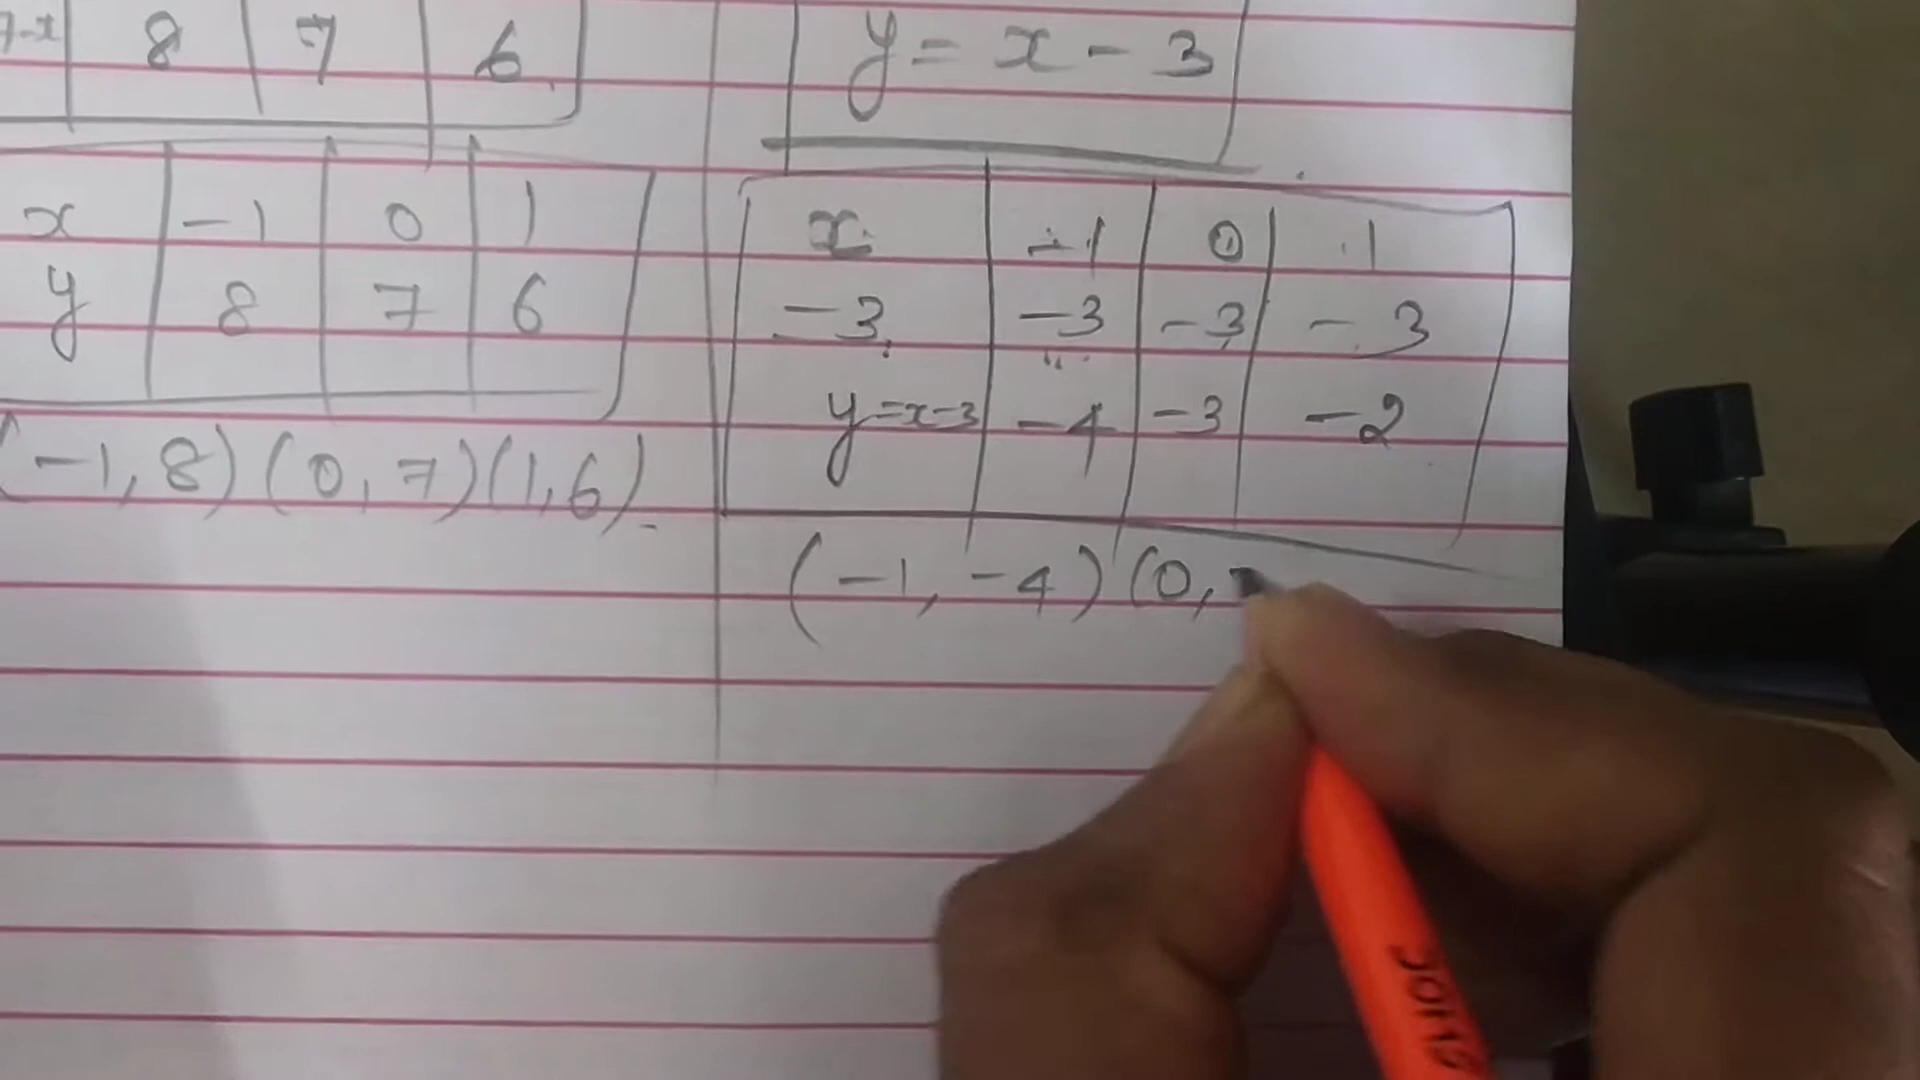 7-x 8 7 6
x -1 0 1
y 8 7 6
(-1, 8) (0, 7) (1, 6)
y = x - 3
x -1 0 1
-3 -3 -3 -3
y=x-3 -4 -3 -2
(-1, -4) (0,